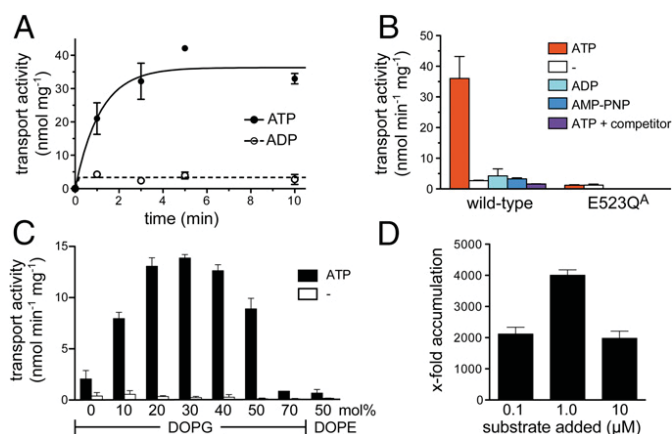 A
transport activity
(nmol mg⁻¹)
40
30
20
10
0
ATP
ADP
0 2 4 6 8 10
time (min)
B
transport activity
(nmol min⁻¹ mg⁻¹)
50
40
30
20
10
0
ATP
-
ADP
AMP-PNP
ATP + competitor
wild-type E523Qᴬ
C
transport activity
(nmol min⁻¹ mg⁻¹)
15
10
5
0
ATP
-
0 10 20 30 40 50 70 50 mol%
DOPG DOPE
D
x-fold accumulation
5000
4000
3000
2000
1000
0
0.1 1.0 10
substrate added (µM)